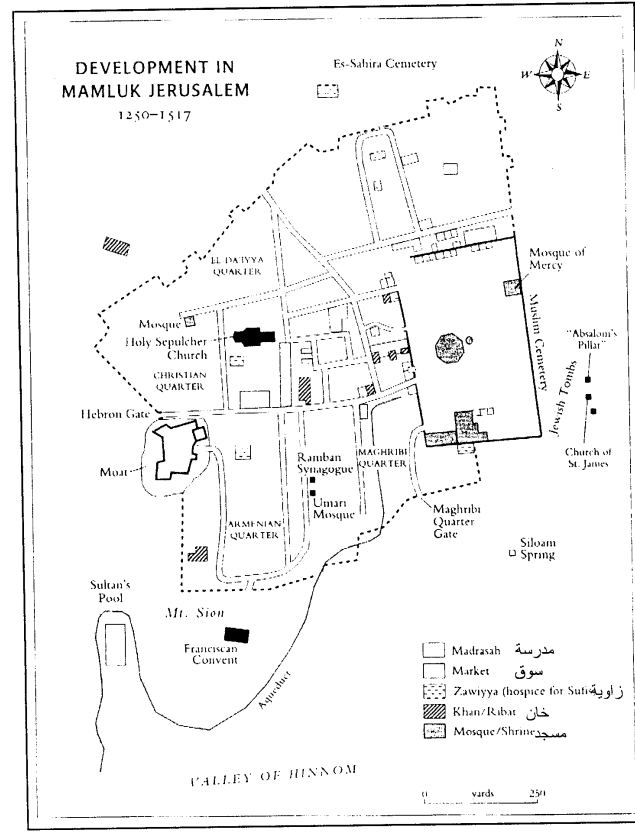 DEVELOPMENT IN
MAMLUK JERUSALEM
1250–1517
Es-Sahira Cemetery
N
W E
S
EL DA'IYYA
QUARTER
Mosque of
Mercy
Mosque
Holy Sepulcher
Church
Muslim Cemetery
"Absalom's
Pillar"
CHRISTIAN
QUARTER
Jewish Tombs
Hebron Gate
Church of
St. James
Moat
Ramban
Synagogue
MAGHRIBI
QUARTER
Umari
Mosque
ARMENIAN
QUARTER
Maghribi
Quarter
Gate
Siloam
Spring
Sultan's
Pool
Mt. Sion
Franciscan
Convent
Aqueduct
Madrasah مدرسة
Market سوق
Zawiyya (hospice for Sufis زاوية
Khan/Ribat خان
Mosque/Shrine مسجد
VALLEY OF HINNOM
0 yards 250